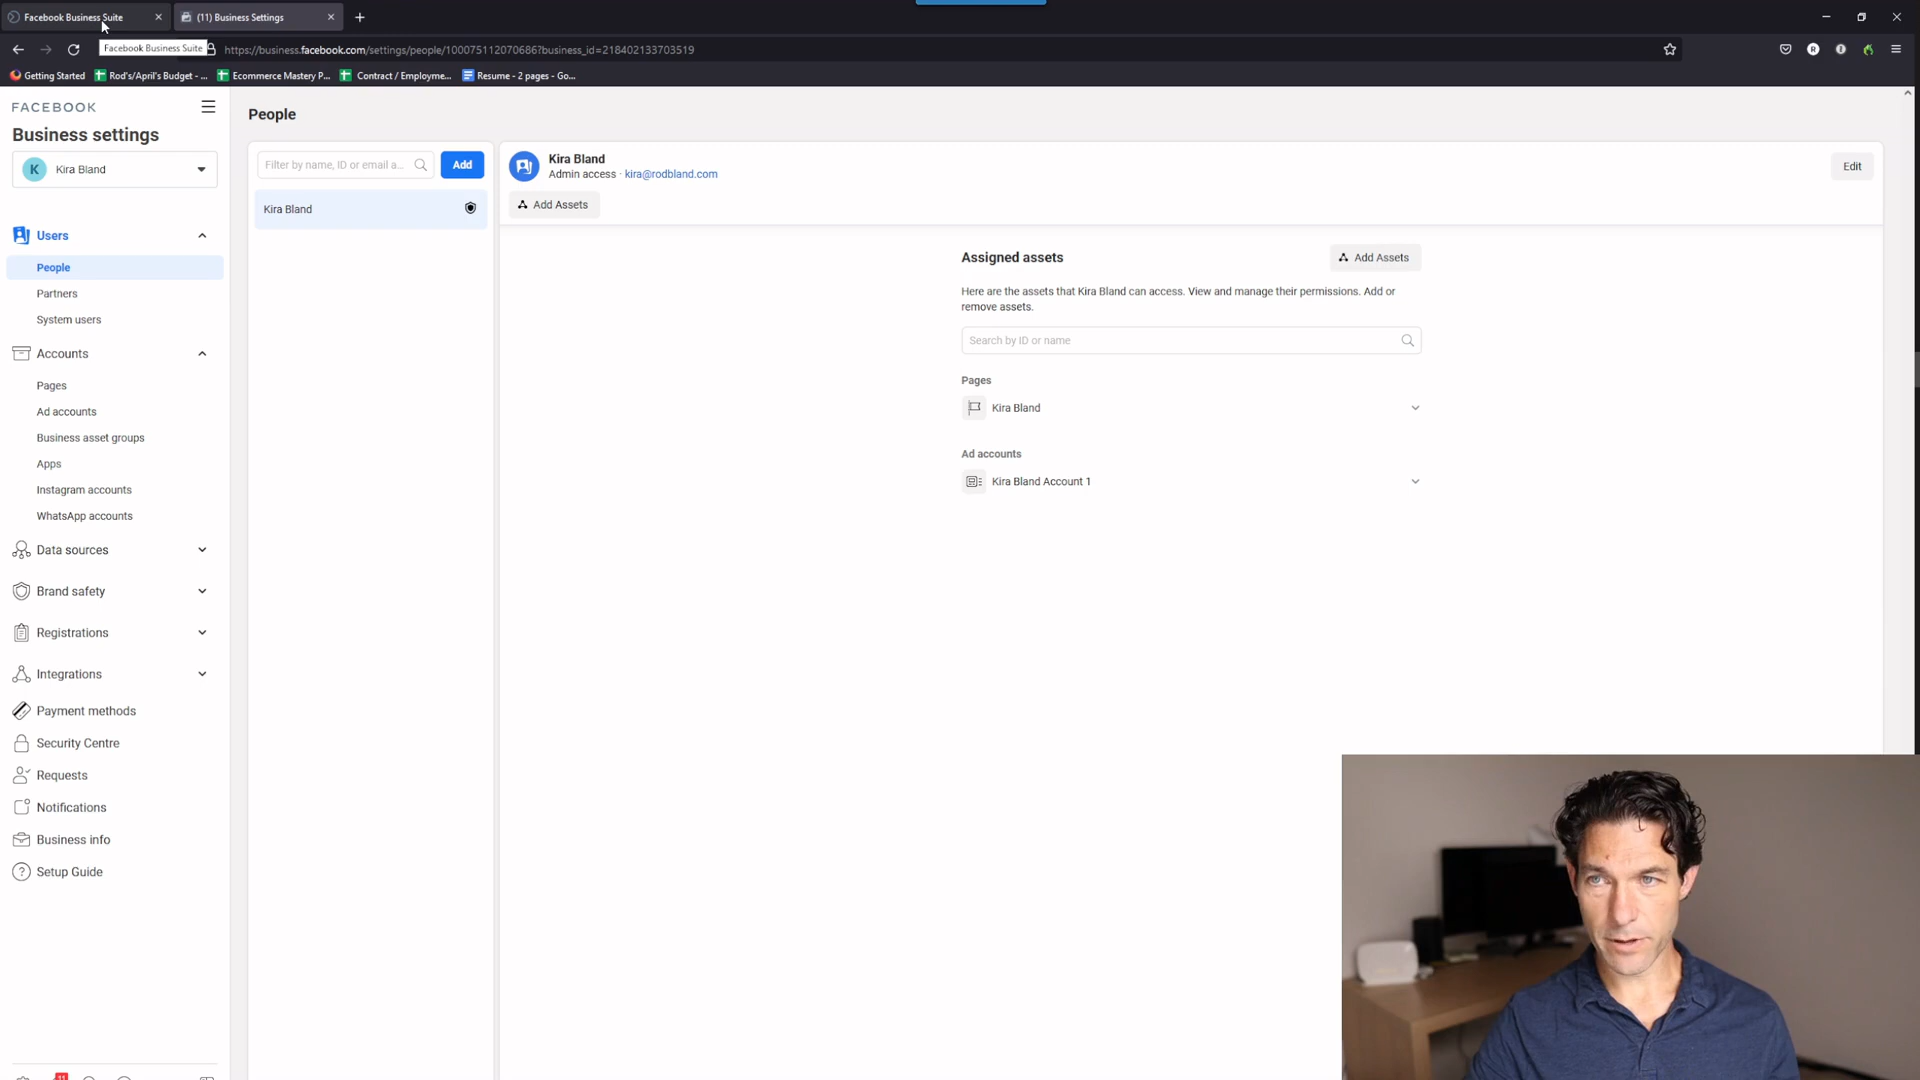 Facebook Business Suite
(11) Business Settings
Facebook Business Suite
https://business.facebook.com/settings/people/100075112070686?business_id=218402133703519
Getting Started
Rod's/April's Budget - ...
Ecommerce Mastery P...
Contract / Employme...
Resume - 2 pages - Go...
FACEBOOK
Business settings
K
Kira Bland
Users
People
Partners
System users
Accounts
Pages
Ad accounts
Business asset groups
Apps
Instagram accounts
WhatsApp accounts
Data sources
Brand safety
Registrations
Integrations
Payment methods
Security Centre
Requests
Notifications
Business info
Setup Guide
11
People
Filter by name, ID or email a...
Add
Kira Bland
Kira Bland
Admin access · kira@rodbland.com
Edit
Add Assets
Assigned assets
Add Assets
Here are the assets that Kira Bland can access. View and manage their permissions. Add or
remove assets.
Search by ID or name
Pages
Kira Bland
Ad accounts
Kira Bland Account 1